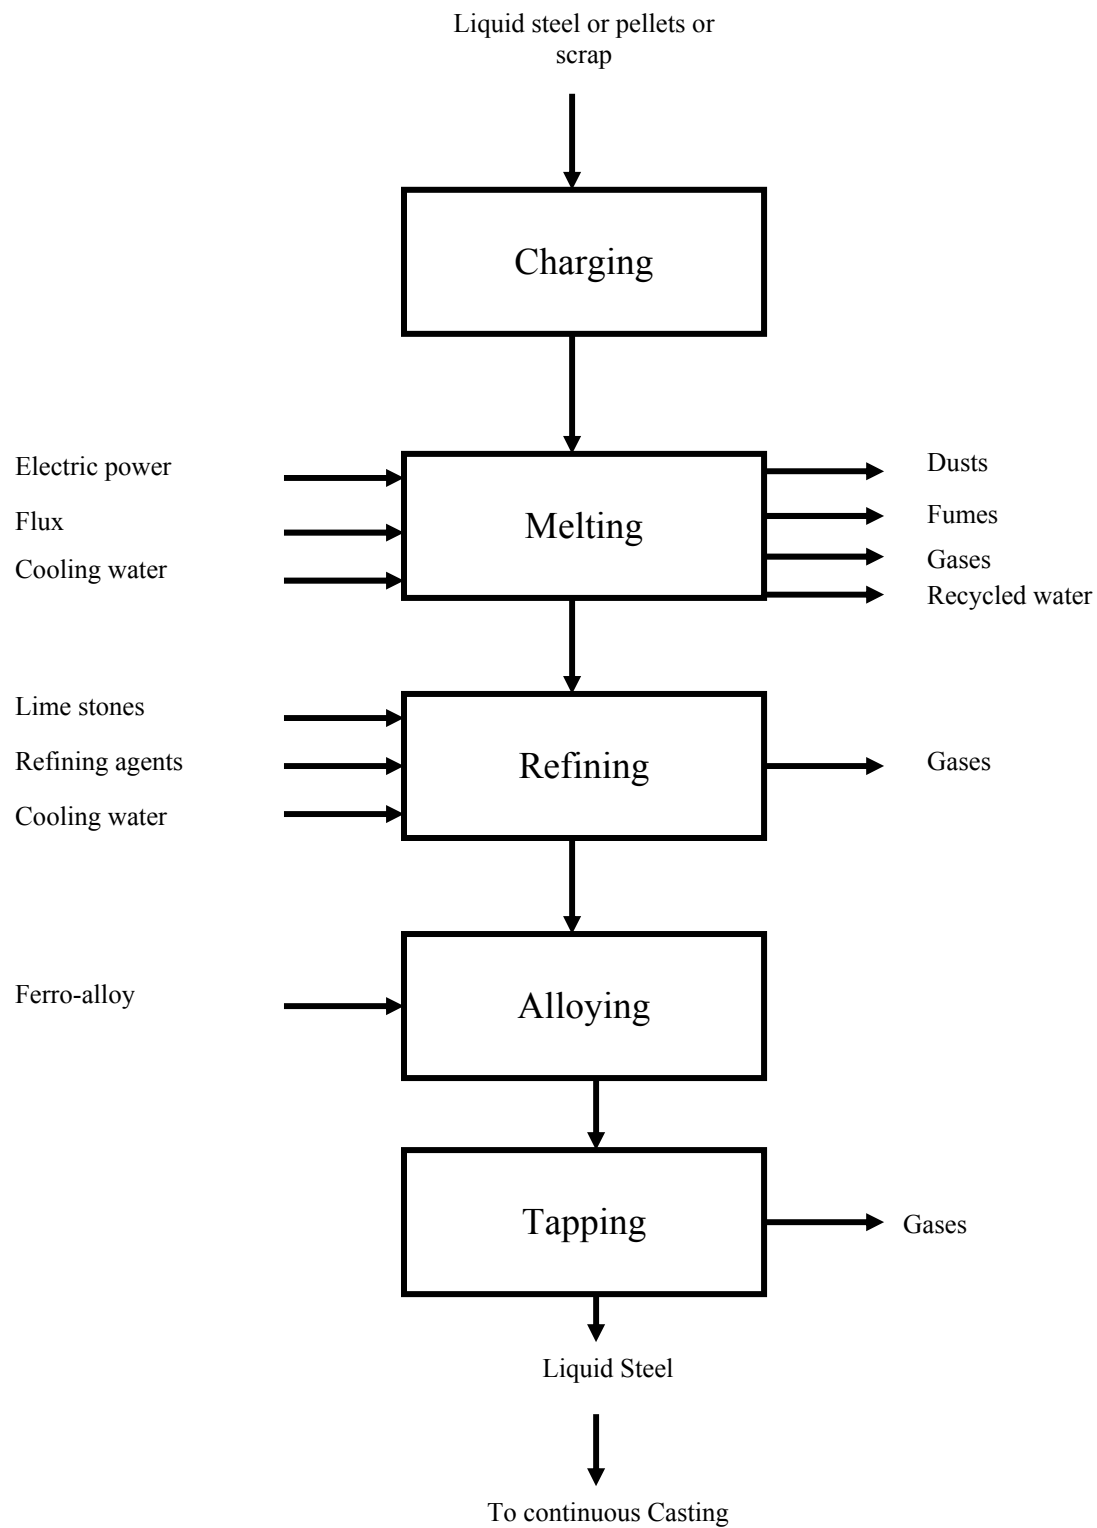 Liquid steel or pellets or
scrap
Charging
Electric power
Flux
Cooling water
Melting
Dusts
Fumes
Gases
Recycled water
Lime stones
Refining agents
Cooling water
Refining
Gases
Ferro-alloy
Alloying
Tapping
Gases
Liquid Steel
To continuous Casting